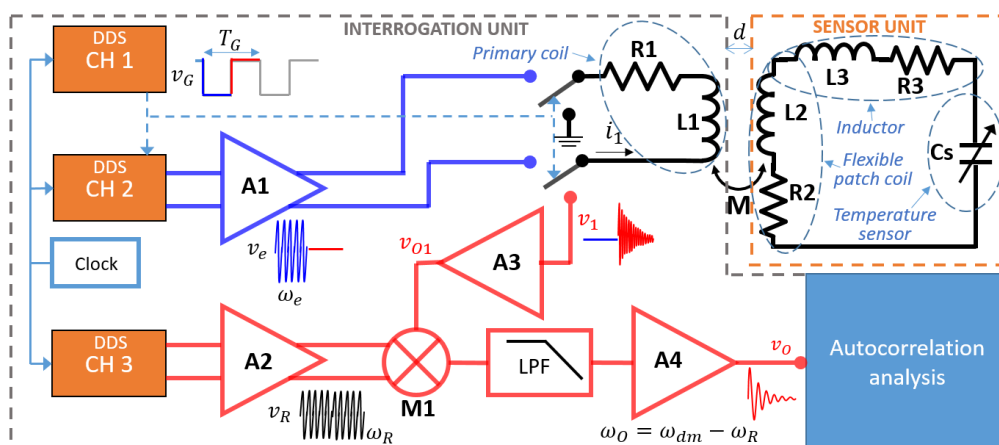 INTERROGATION UNIT
d
SENSOR UNIT
DDS
CH 1
T_G
v_G
Primary coil
R1
L1
i_1
L3
R3
L2
Inductor
Flexible
patch coil
Cs
R2
M
Temperature
sensor
DDS
CH 2
A1
v_e
ω_e
Clock
v_O1
A3
v_1
DDS
CH 3
A2
v_R
ω_R
M1
LPF
A4
v_O
ω_O = ω_dm − ω_R
Autocorrelation
analysis